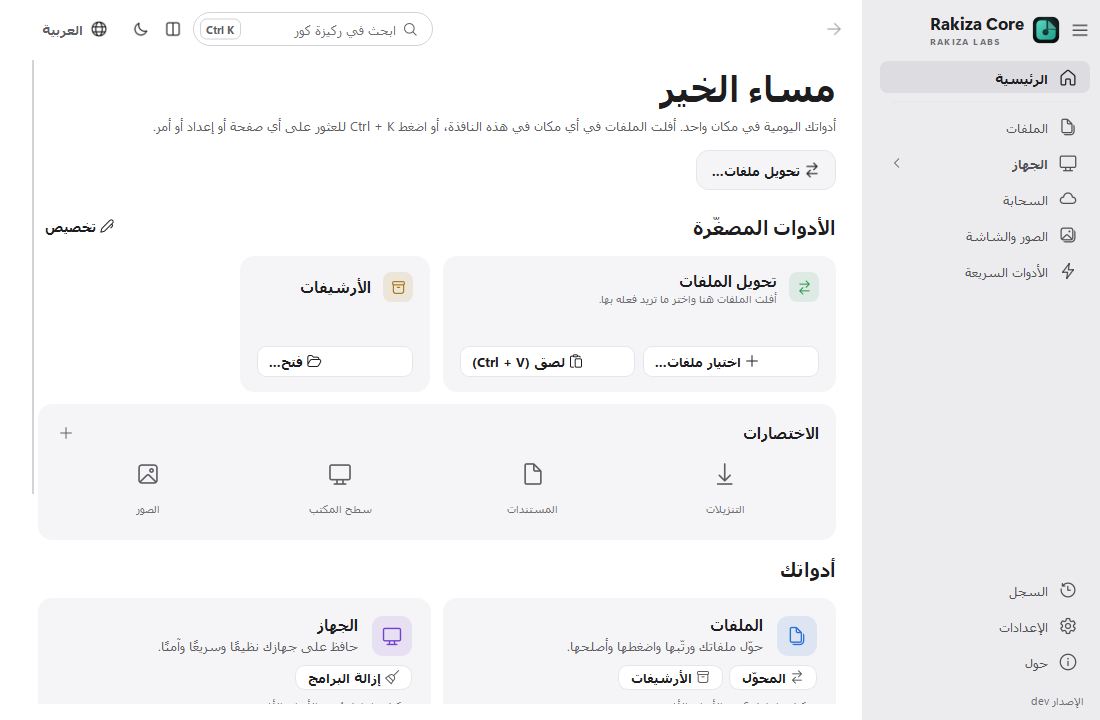 Rakiza Core
RAKIZA LABS
الرئيسية
الملفات
الجهاز
السحابة
الصور والشاشة
الأدوات السريعة
السجل
الإعدادات
حول
الإصدار dev
ابحث في ركيزة كور
Ctrl K
العربية
مساء الخير
أدواتك اليومية في مكان واحد. أفلت الملفات في أي مكان في هذه النافذة، أو اضغط Ctrl + K للعثور على أي صفحة أو إعداد أو أمر.
تحويل ملفات...
الأدوات المصغّرة
تخصيص
تحويل الملفات
أفلت الملفات هنا واختر ما تريد فعله بها.
اختيار ملفات...
لصق (Ctrl + V)
الأرشيفات
فتح...
الاختصارات
التنزيلات
المستندات
سطح المكتب
الصور
أدواتك
الملفات
حوّل ملفاتك ورتّبها واضغطها وأصلحها.
المحوّل
الأرشيفات
الجهاز
حافظ على جهازك نظيفًا وسريعًا وآمنًا.
إزالة البرامج